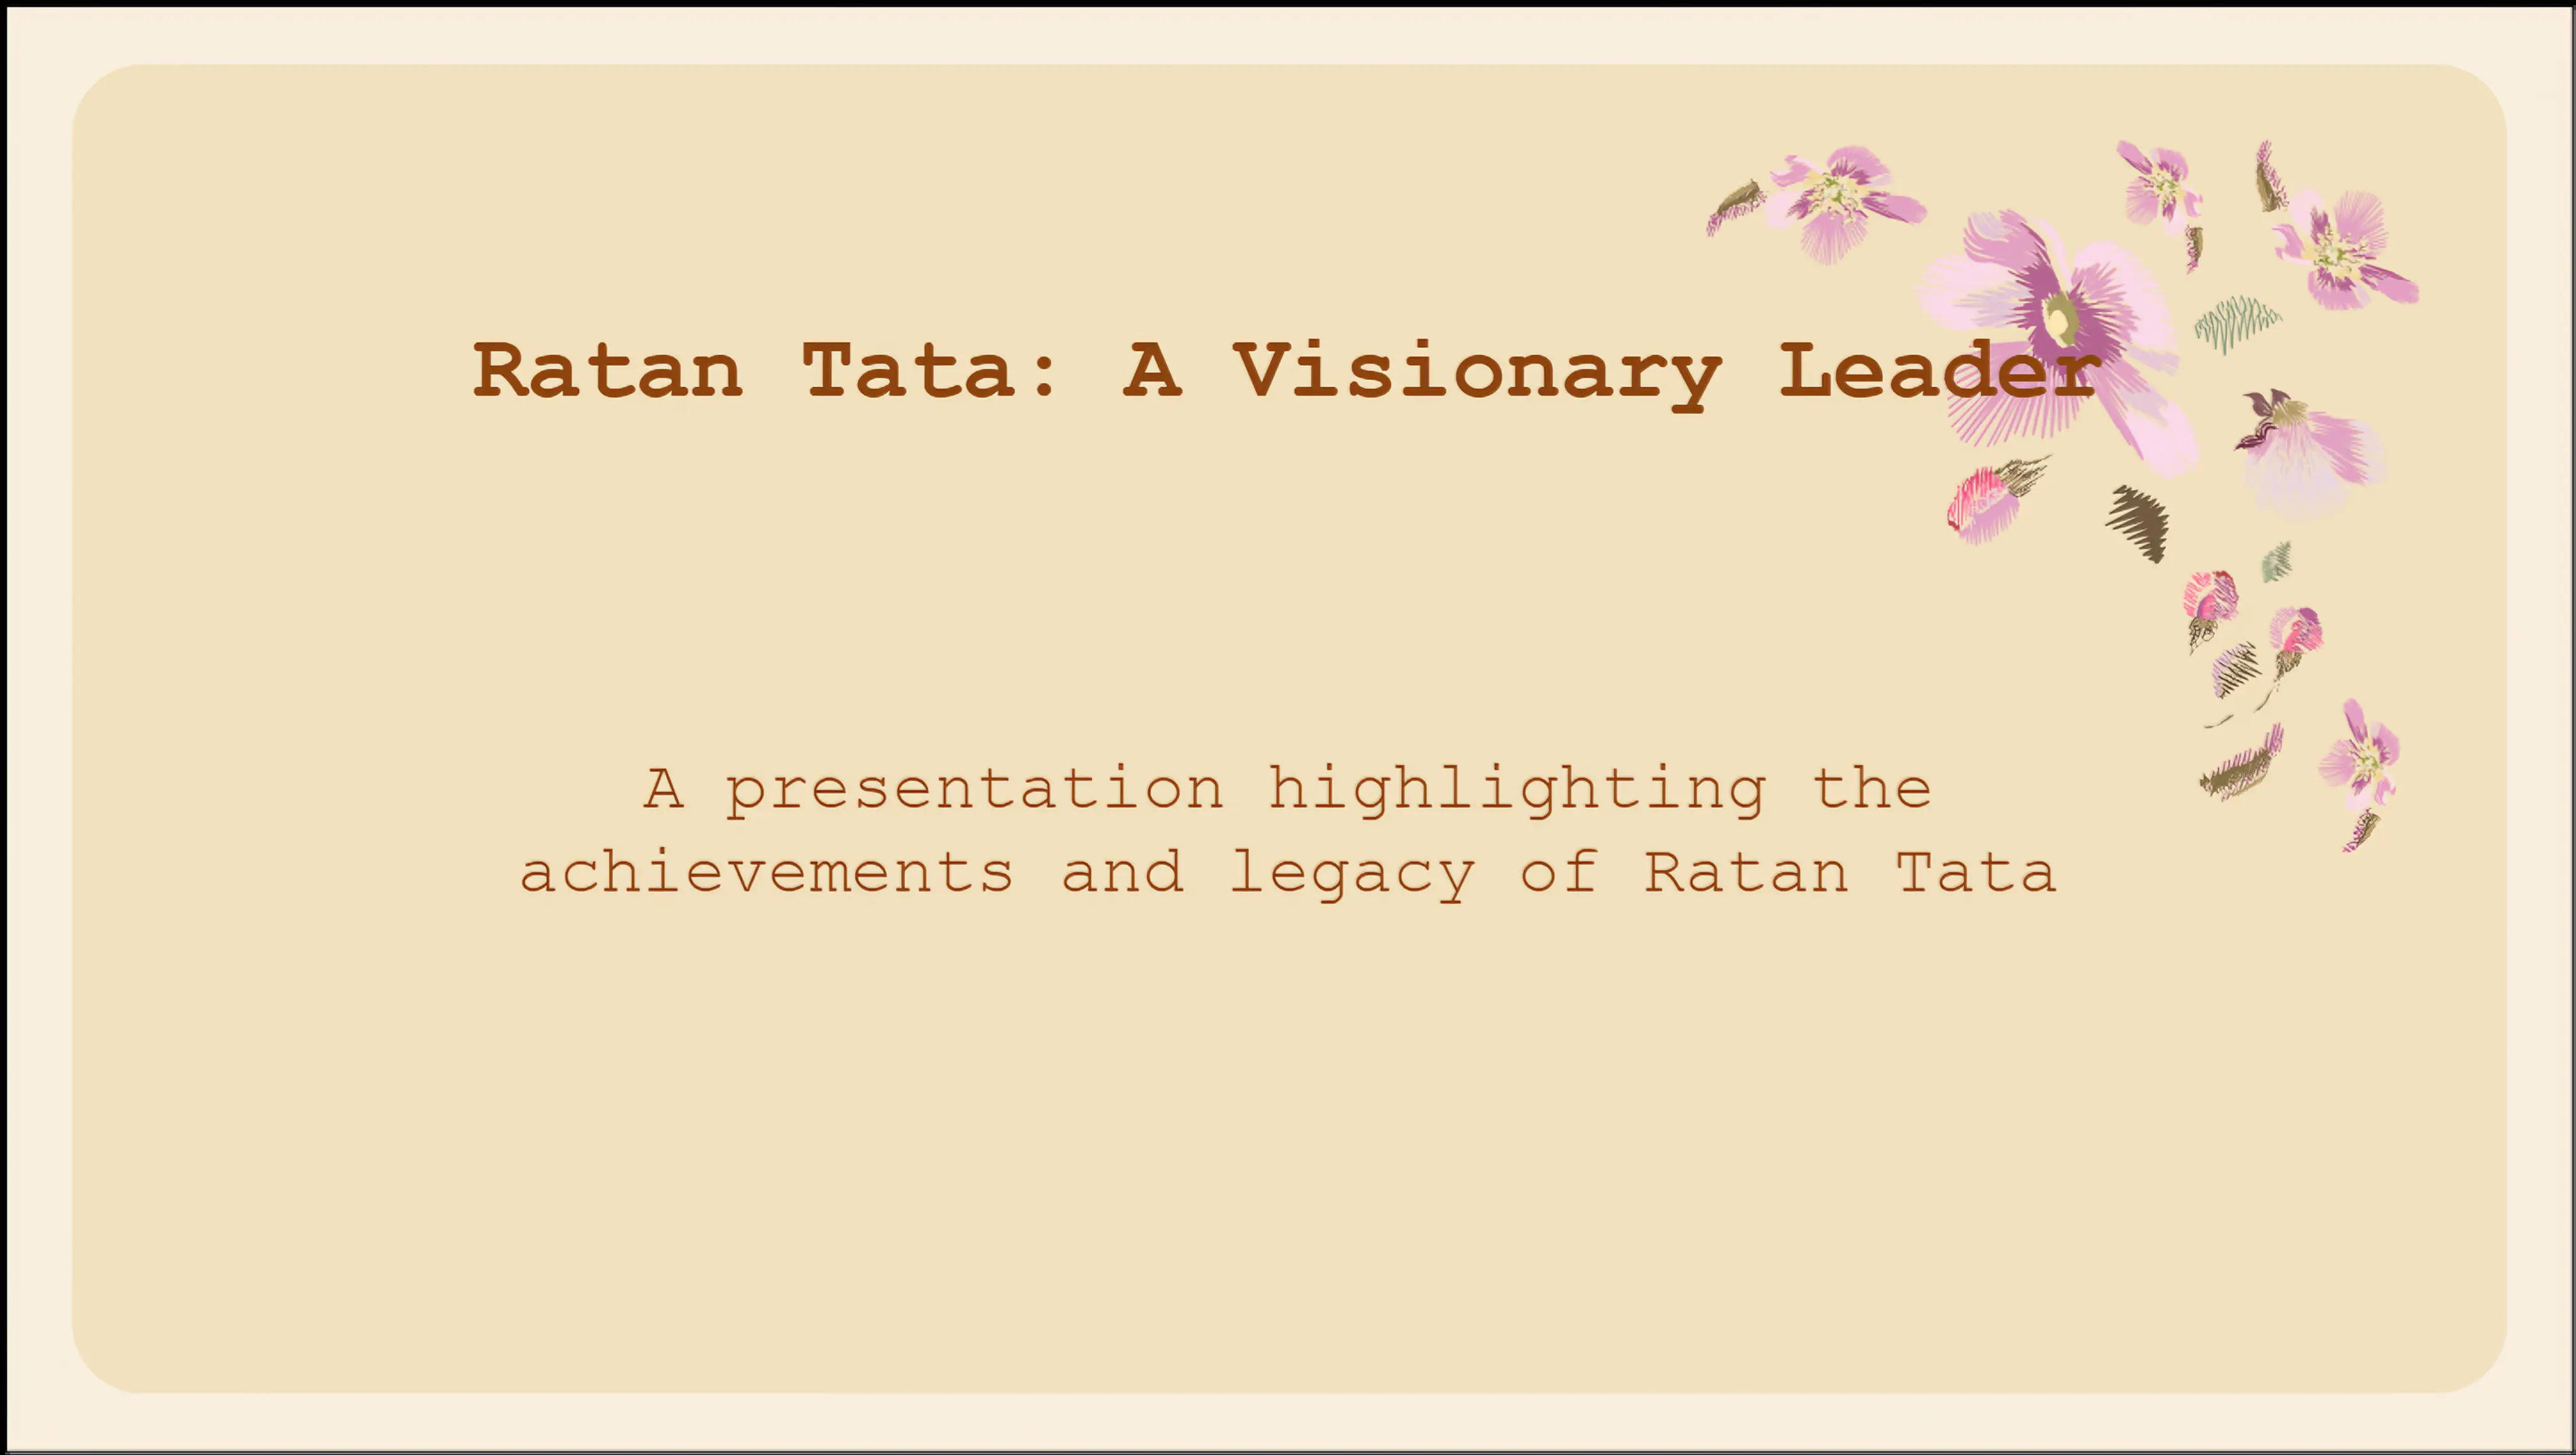 Ratan Tata: A Visionary Leader
A presentation highlighting the
achievements and legacy of Ratan Tata